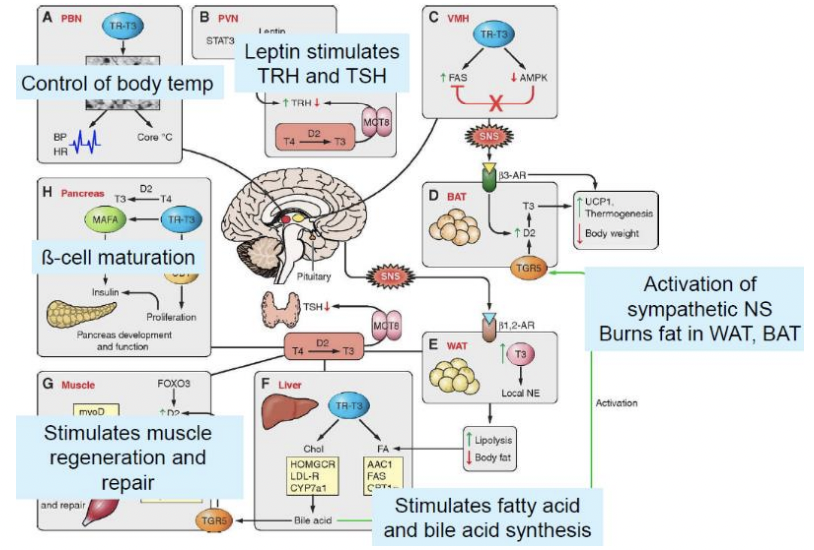 A PBN
TR-T3
Control of body temp
BP
HR
Core °C
B PVN
STAT3
Leptin stimulates
TRH and TSH
↑ TRH ↓
MCT8
D2
T4 → T3
C VMH
TR-T3
↑ FAS
↓ AMPK
X
SNS
β3-AR
D BAT
T3
↑ D2
TGR5
↑ UCP1,
Thermogenesis
↓ Body weight
H Pancreas
D2
T3 ← T4
MAFA
TR-T3
ß-cell maturation
Insulin
Proliferation
Pancreas development
and function
Pituitary
SNS
TSH ↓
MCT8
D2
T4 → T3
β1,2-AR
E WAT
↑ T3
Local NE
↑ Lipolysis
↓ Body fat
Activation of
sympathetic NS
Burns fat in WAT, BAT
Activation
G Muscle
FOXO3
myoD
↑ D2
Stimulates muscle
regeneration and
repair
and repair
TGR5
F Liver
TR-T3
Chol
FA
HOMGCR
LDL-R
CYP7a1
AAC1
FAS
Bile acid
Stimulates fatty acid
and bile acid synthesis